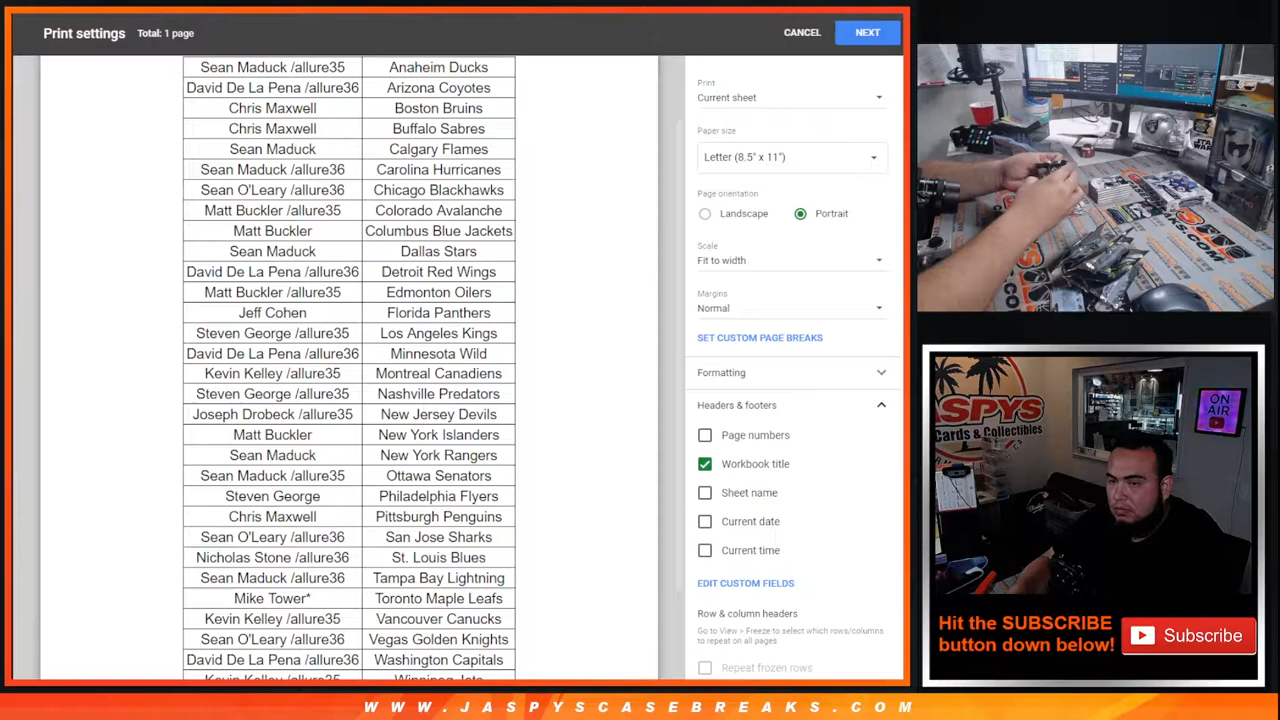 Print settings Total: 1 page CANCEL NEXT
Sean Maduck /allure35 Anaheim Ducks
David De La Pena /allure36 Arizona Coyotes
Chris Maxwell Boston Bruins
Chris Maxwell Buffalo Sabres
Sean Maduck Calgary Flames
Sean Maduck /allure36 Carolina Hurricanes
Sean O'Leary /allure36 Chicago Blackhawks
Matt Buckler /allure35 Colorado Avalanche
Matt Buckler Columbus Blue Jackets
Sean Maduck Dallas Stars
David De La Pena /allure36 Detroit Red Wings
Matt Buckler /allure35 Edmonton Oilers
Jeff Cohen Florida Panthers
Steven George /allure35 Los Angeles Kings
David De La Pena /allure36 Minnesota Wild
Kevin Kelley /allure35 Montreal Canadiens
Steven George /allure35 Nashville Predators
Joseph Drobeck /allure35 New Jersey Devils
Matt Buckler New York Islanders
Sean Maduck New York Rangers
Sean Maduck /allure35 Ottawa Senators
Steven George Philadelphia Flyers
Chris Maxwell Pittsburgh Penguins
Sean O'Leary /allure36 San Jose Sharks
Nicholas Stone /allure36 St. Louis Blues
Sean Maduck /allure36 Tampa Bay Lightning
Mike Tower* Toronto Maple Leafs
Kevin Kelley /allure35 Vancouver Canucks
Sean O'Leary /allure36 Vegas Golden Knights
David De La Pena /allure36 Washington Capitals
Kevin Kelley /allure35 Winnipeg Jets
Print
Current sheet
Paper size
Letter (8.5" x 11")
Page orientation
Landscape Portrait
Scale
Fit to width
Margins
Normal
SET CUSTOM PAGE BREAKS
Formatting
Headers & footers
Page numbers
Workbook title
Sheet name
Current date
Current time
EDIT CUSTOM FIELDS
Row & column headers
Go to View > Freeze to select which rows/columns
to repeat on all pages
Repeat frozen rows
STAR
WARS
ASPYS
Cards & Collectibles
ON
AIR
Hit the SUBSCRIBE
button down below!
Subscribe
WWW.JASPYSCASEBREAKS.COM